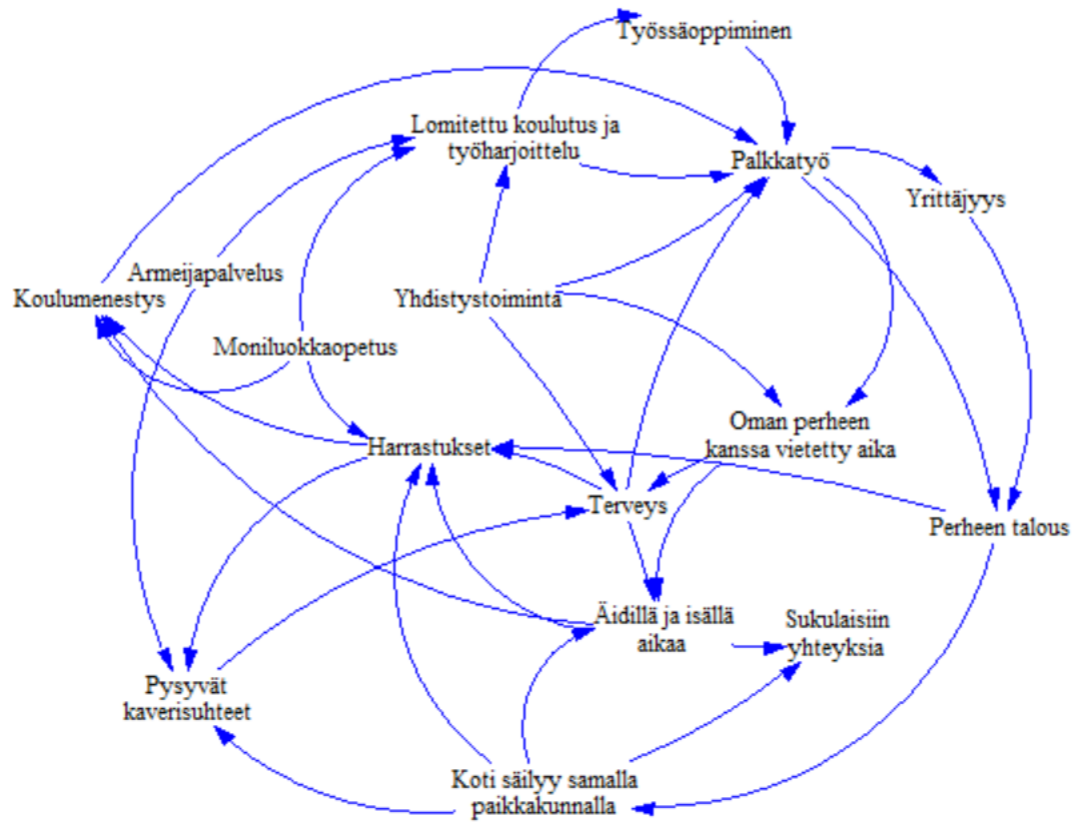 Työssäoppiminen
Lomitettu koulutus ja
työharjoittelu
Palkkatyö
Yrittäjyys
Armeijapalvelus
Koulumenestys
Yhdistystoiminta
Moniluokkaopetus
Oman perheen
kanssa vietetty aika
Harrastukset
Terveys
Perheen talous
Äidillä ja isällä
aikaa
Sukulaisiin
yhteyksia
Pysyvät
kaverisuhteet
Koti säilyy samalla
paikkakunnalla